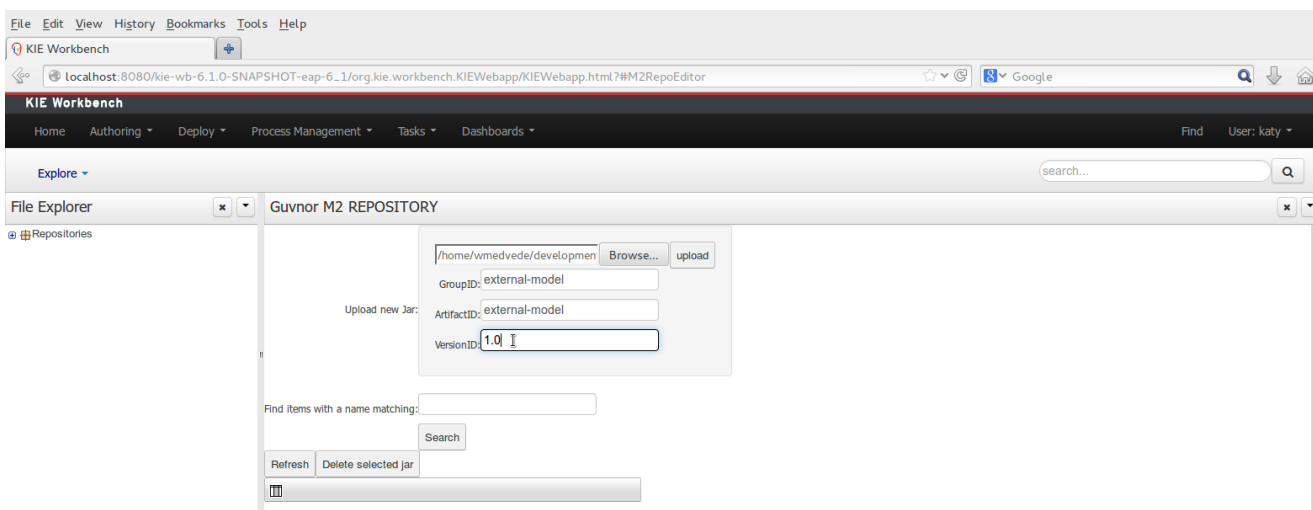 File Edit View History Bookmarks Tools Help
KIE Workbench
localhost:8080/kie-wb-6.1.0-SNAPSHOT-eap-6_1/org.kie.workbench.KIEWebapp/KIEWebapp.html?#M2RepoEditor
Google
KIE Workbench
Home Authoring Deploy Process Management Tasks Dashboards Find User: katy
Explore search...
File Explorer Guvnor M2 REPOSITORY
Repositories
/home/wmedvede/developmen Browse... upload
GroupID: external-model
Upload new Jar:
ArtifactID: external-model
VersionID: 1.0
Find items with a name matching:
Search
Refresh Delete selected jar